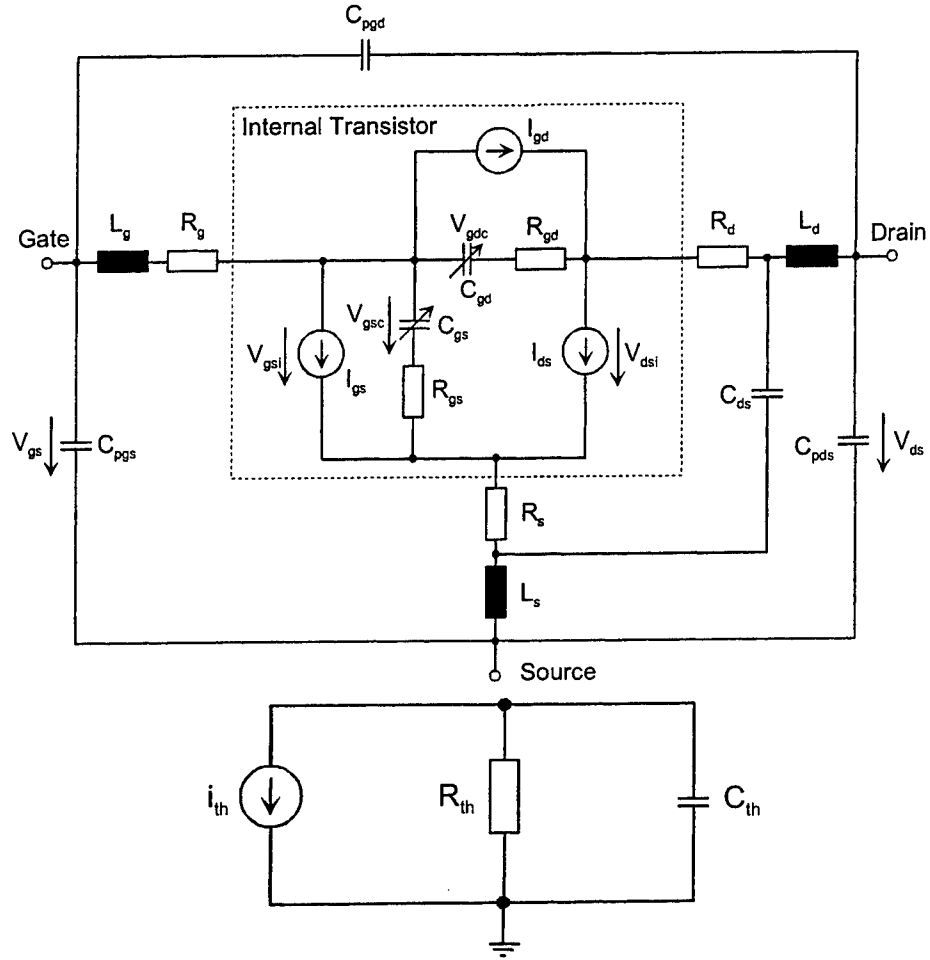 C_pgd
Internal Transistor
I_gd
L_g
R_g
V_gdc
R_gd
R_d
L_d
Gate
Drain
C_gd
V_gsc
C_gs
V_gsi
I_gs
I_ds
V_dsi
R_gs
C_ds
V_gs
C_pgs
C_pds
V_ds
R_s
L_s
Source
i_th
R_th
C_th